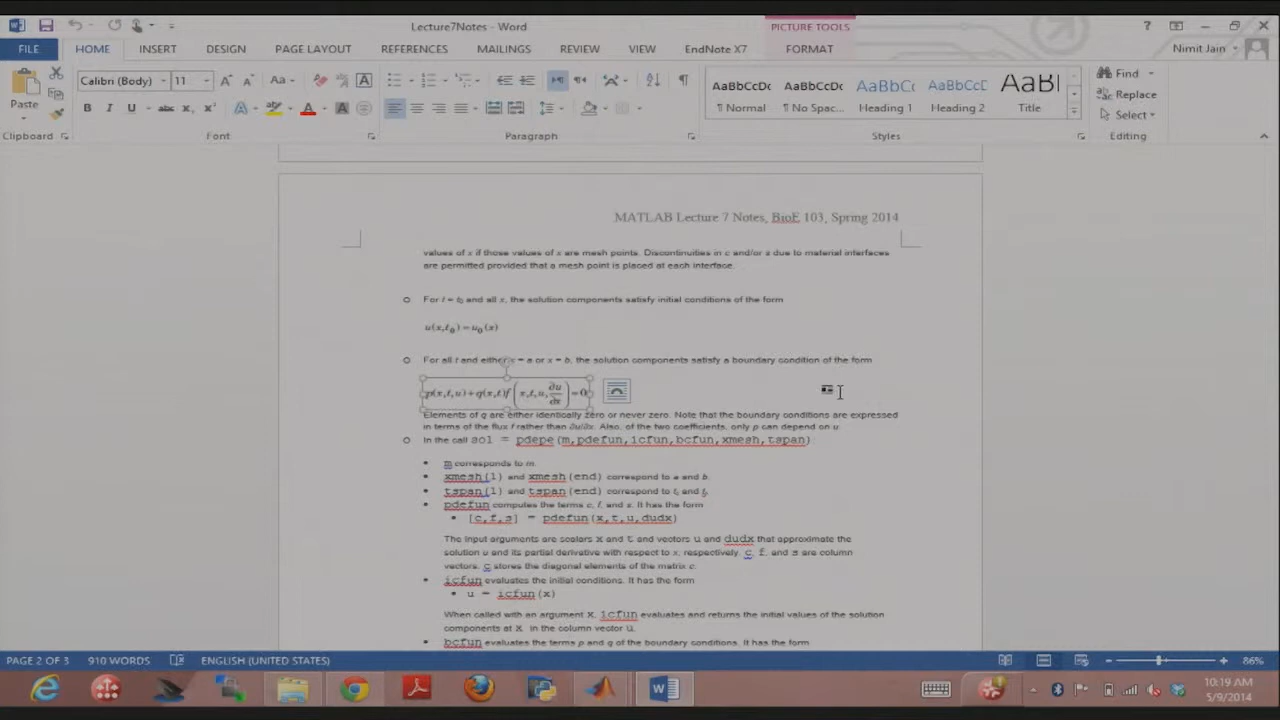 Lecture7Notes - Word
PICTURE TOOLS
FILE HOME INSERT DESIGN PAGE LAYOUT REFERENCES MAILINGS REVIEW VIEW EndNote X7 FORMAT Nimit Jain
Paste
Calibri (Body) 11 Aa
B I U abc X₂ X²
AaBbCcDc AaBbCcDc AaBbC( AaBbCcD AaBI
¶ Normal ¶ No Spac... Heading 1 Heading 2 Title
Find
Replace
Select
Clipboard Font Paragraph Styles Editing
MATLAB Lecture 7 Notes, BioE 103, Spring 2014
values of x if those values of x are mesh points. Discontinuities in c and/or s due to material interfaces
are permitted provided that a mesh point is placed at each interface.
For t = t₀ and all x, the solution components satisfy initial conditions of the form
u(x,t₀) = u₀(x)
For all t and either x = a or x = b, the solution components satisfy a boundary condition of the form
p(x,t,u)+q(x,t)f(x,t,u,∂u/∂x)=0
Elements of q are either identically zero or never zero. Note that the boundary conditions are expressed
in terms of the flux f rather than ∂u/∂x. Also, of the two coefficients, only p can depend on u.
In the call sol = pdepe(m,pdefun,icfun,bcfun,xmesh,tspan)
m corresponds to m.
xmesh(1) and xmesh(end) correspond to a and b.
tspan(1) and tspan(end) correspond to t₀ and tf.
pdefun computes the terms c, f, and s. It has the form
[c,f,s] = pdefun(x,t,u,dudx)
The input arguments are scalars x and t and vectors u and dudx that approximate the
solution u and its partial derivative with respect to x, respectively. c, f, and s are column
vectors. c stores the diagonal elements of the matrix c.
icfun evaluates the initial conditions. It has the form
u = icfun(x)
When called with an argument x, icfun evaluates and returns the initial values of the solution
components at x in the column vector u.
bcfun evaluates the terms p and q of the boundary conditions. It has the form
PAGE 2 OF 3 910 WORDS ENGLISH (UNITED STATES) 86%
10:19 AM
5/9/2014